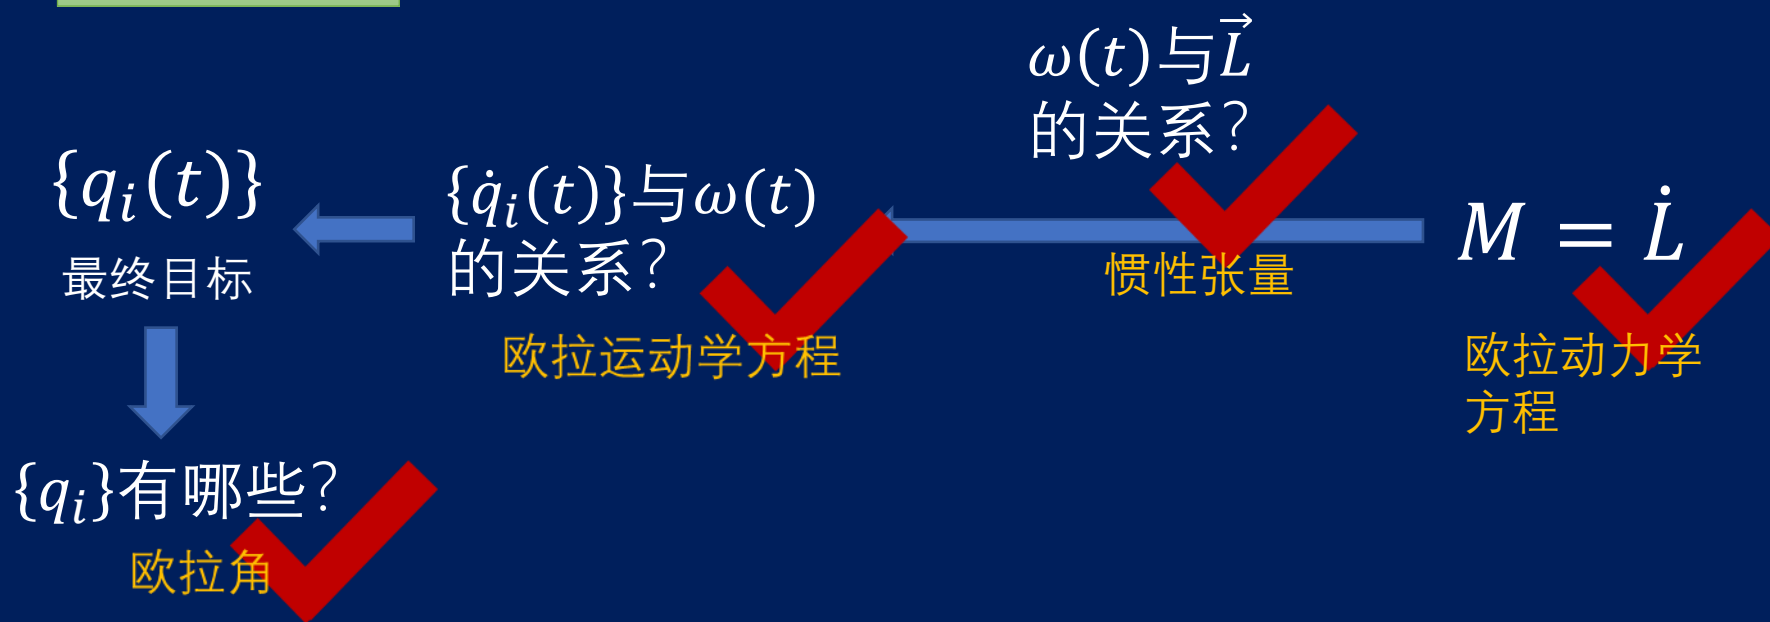 ω(t)与L⃗
的关系?
{qᵢ(t)}
最终目标
{q̇ᵢ(t)}与ω(t)
的关系?
欧拉运动学方程
惯性张量
M = L̇
欧拉动力学
方程
{qᵢ}有哪些?
欧拉角